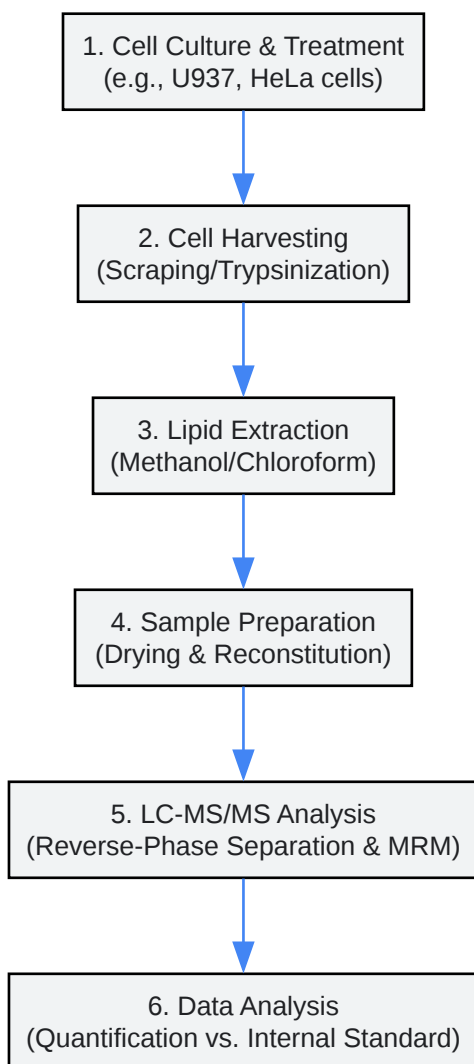 1. Cell Culture & Treatment
(e.g., U937, HeLa cells)
2. Cell Harvesting
(Scraping/Trypsinization)
3. Lipid Extraction
(Methanol/Chloroform)
4. Sample Preparation
(Drying & Reconstitution)
5. LC-MS/MS Analysis
(Reverse-Phase Separation & MRM)
6. Data Analysis
(Quantification vs. Internal Standard)